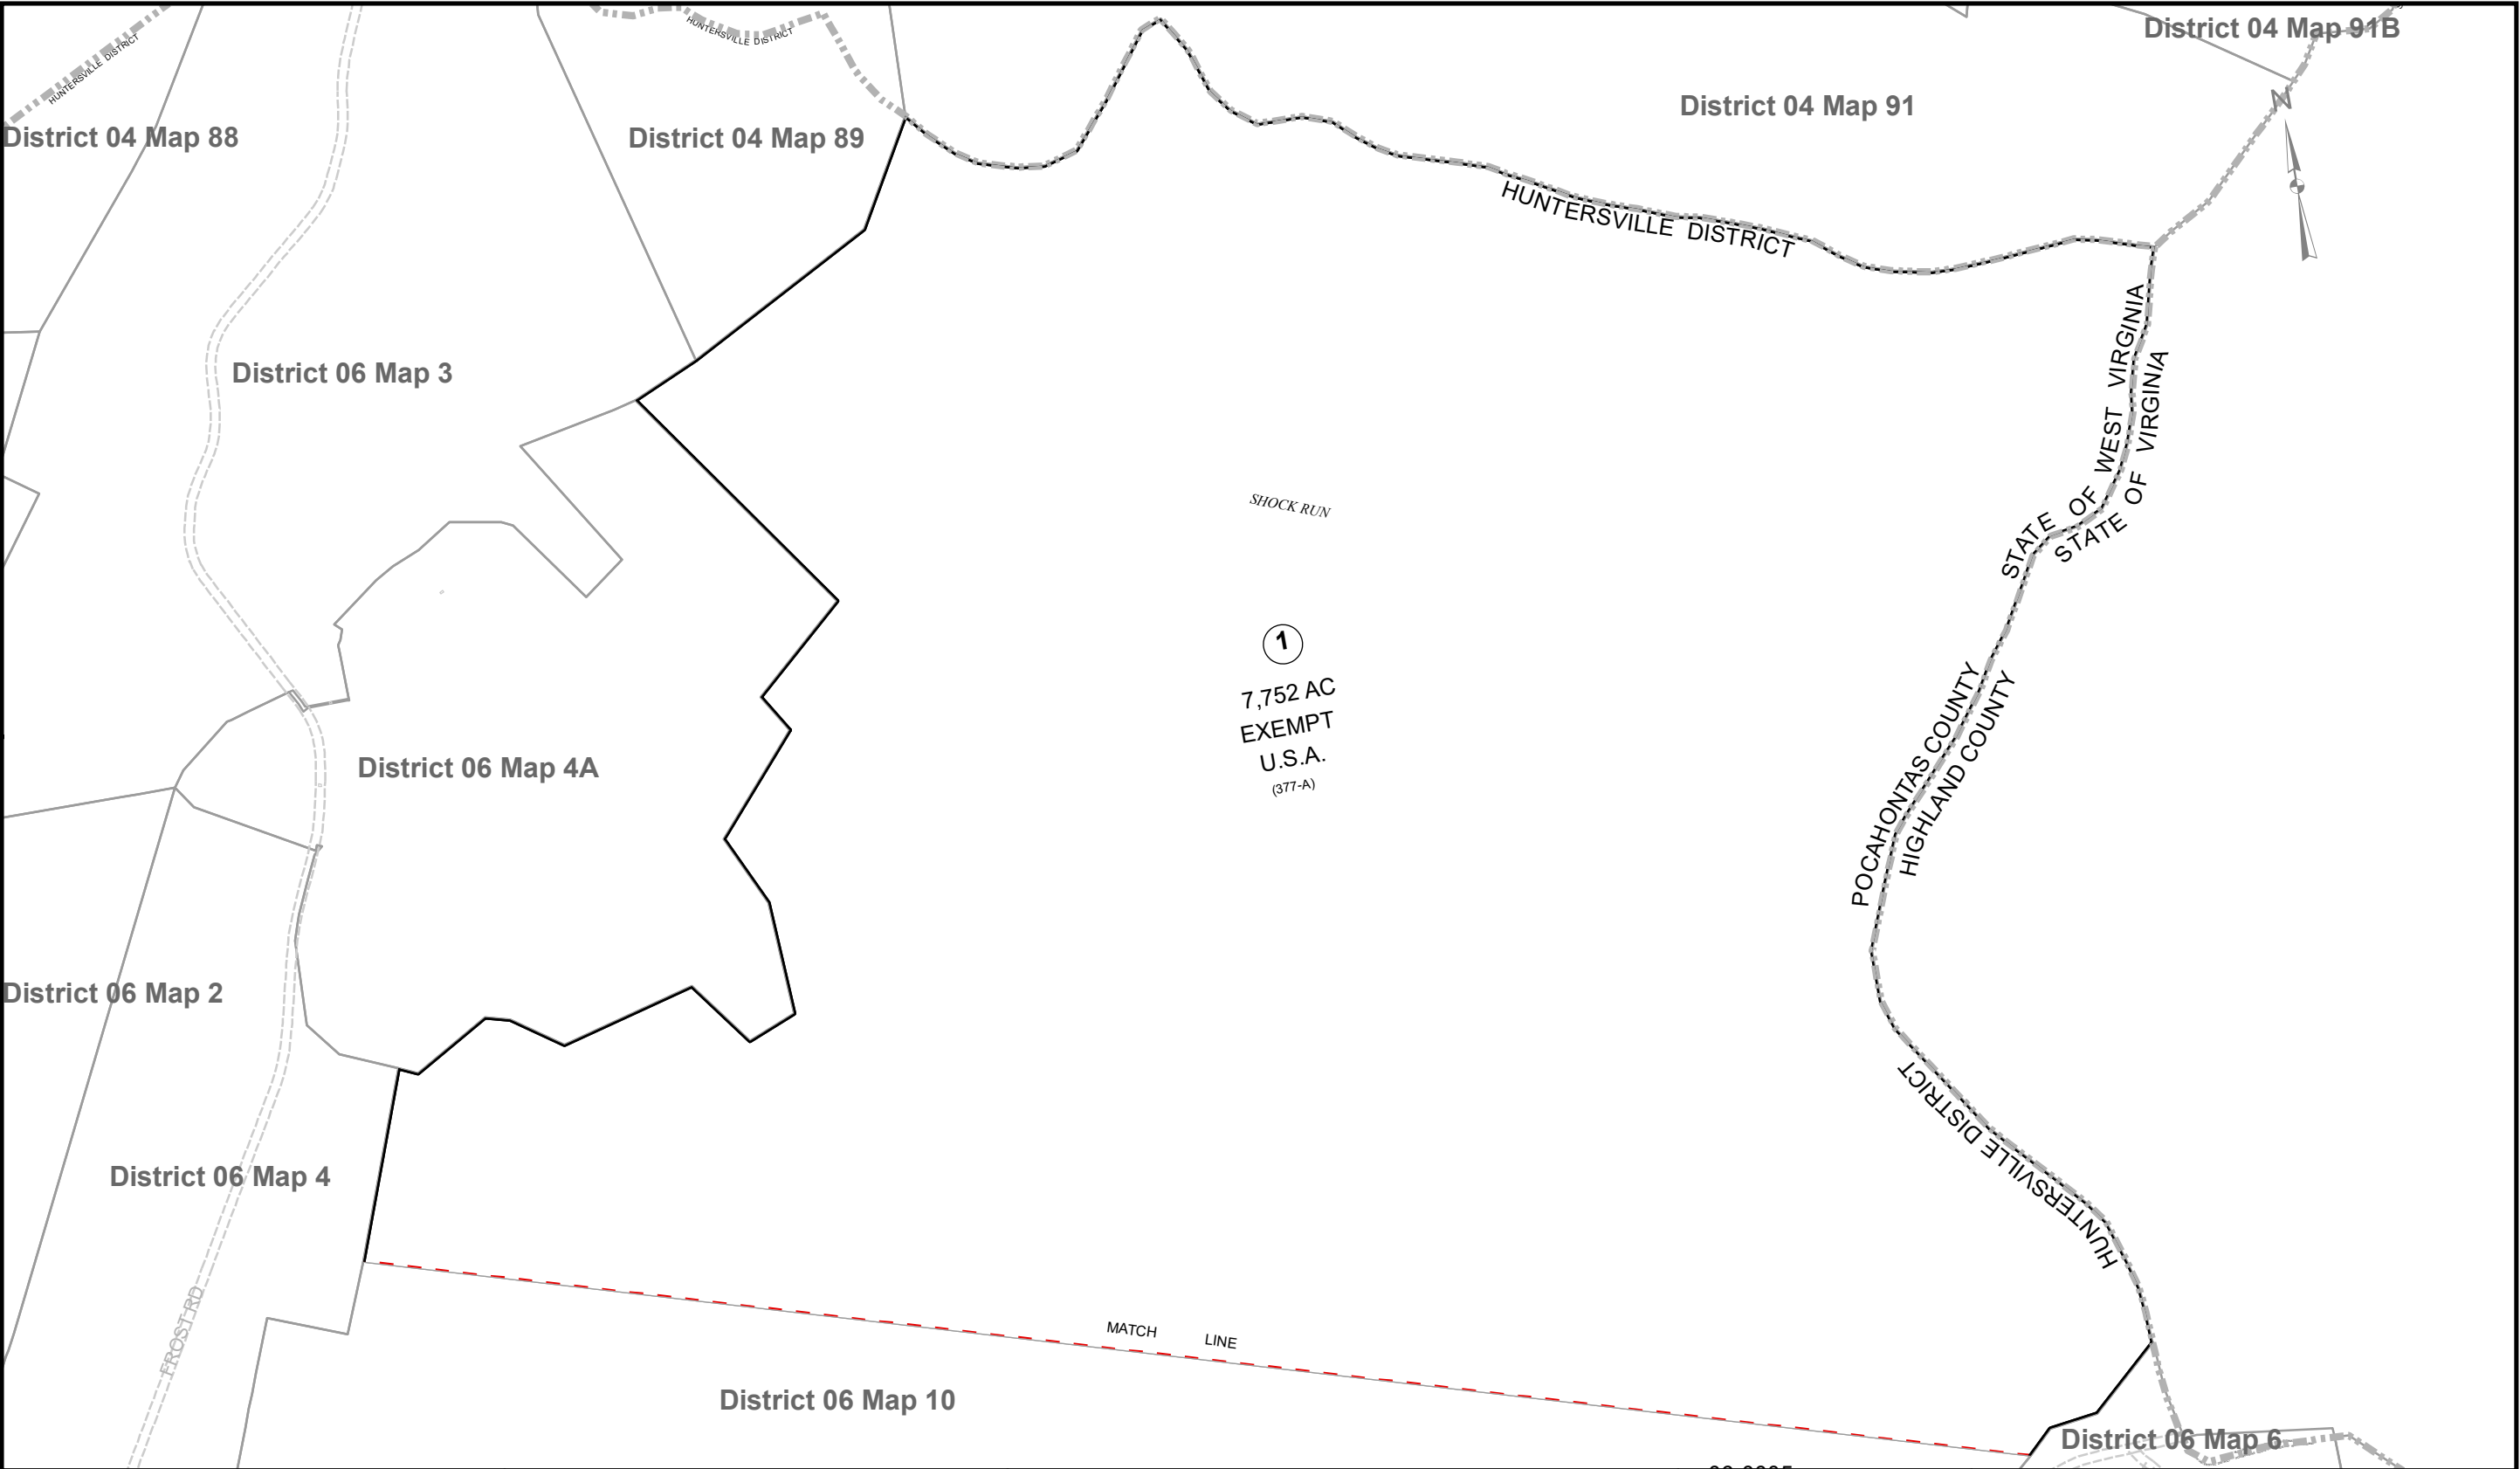 District 04 Map 91B
HUNTERSVILLE DISTRICT
HUNTERSVILLE DISTRICT
District 04 Map 88
District 04 Map 89
District 04 Map 91
N
HUNTERSVILLE DISTRICT
STATE OF WEST VIRGINIA
STATE OF VIRGINIA
District 06 Map 3
SHOCK RUN
1
7,752 AC
EXEMPT
U.S.A.
(377-A)
POCAHONTAS COUNTY
HIGHLAND COUNTY
District 06 Map 4A
District 06 Map 2
HUNTERSVILLE DISTRICT
District 06 Map 4
FROST RD
MATCH LINE
District 06 Map 10
District 06 Map 6